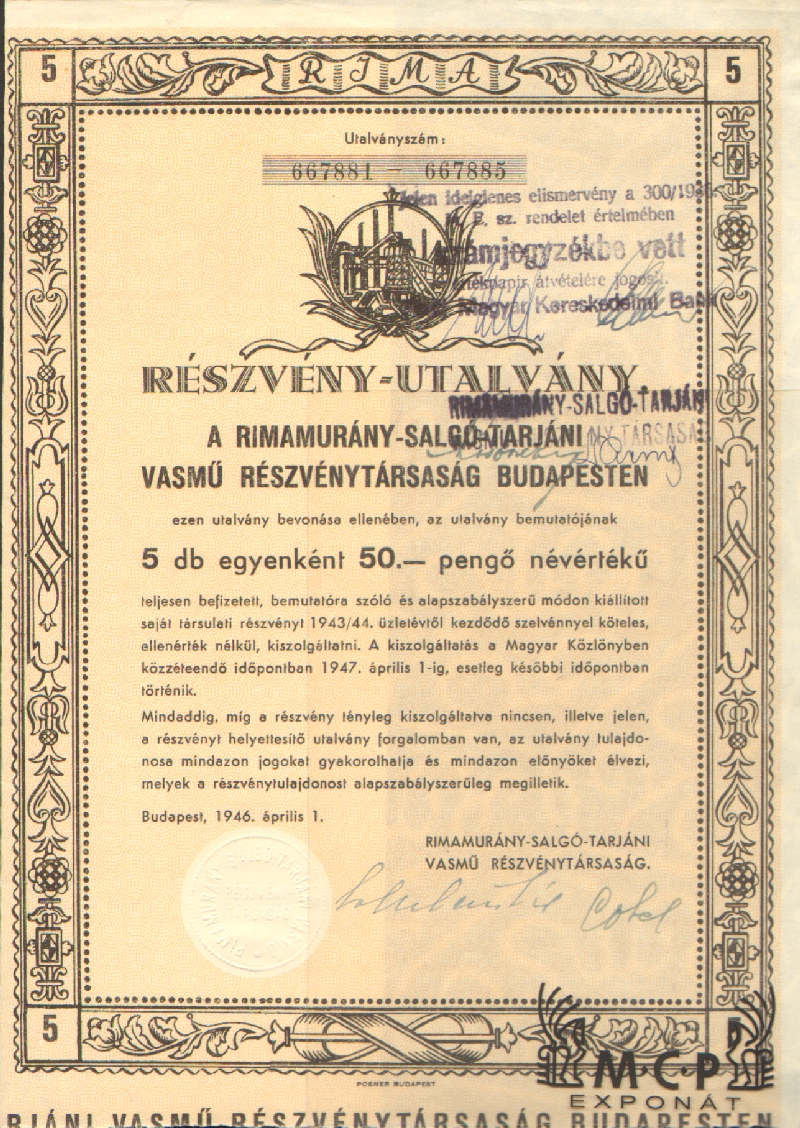 5 RIMA 5
Utalványszám:
667881 — 667885
Jelen ideiglenes elismervény a 300/
sz. rendelet értelmében
számjegyzékbe vett
értékpapir átvételére jogosit.
Magyar Kereskedelmi Bank
RÉSZVÉNY-UTALVÁNY
RIMAMURÁNY-SALGÓ-TARJÁNI
A RIMAMURÁNY-SALGÓ-TARJÁNI
VASMŰ RÉSZVÉNYTÁRSASÁG BUDAPESTEN
ezen utalvány bevonása ellenében, az utalvány bemutatójának
5 db egyenként 50.— pengő névértékű
teljesen befizetett, bemutatóra szóló és alapszabályszerű módon kiállított
saját társulati részvényt 1943/44. üzletévtől kezdődő szelvénnyel köteles,
ellenérték nélkül, kiszolgáltatni. A kiszolgáltatás a Magyar Közlönyben
közzéteendő időpontban 1947. április 1-ig, esetleg későbbi időpontban
történik.
Mindaddig, míg a részvény tényleg kiszolgáltatva nincsen, illetve jelen,
a részvényt helyettesítő utalvány forgalomban van, az utalvány tulajdo-
nosa mindazon jogokat gyakorolhatja és mindazon előnyöket élvezi,
melyek a részvénytulajdonost alapszabályszerűleg megilletik.
Budapest, 1946. április 1.
RIMAMURÁNY-SALGÓ-TARJÁNI
VASMŰ RÉSZVÉNYTÁRSASÁG.
5 5
M·C·P
EXPONÁT
POSNER BUDAPEST
RJÁNI VASMŰ RÉSZVÉNYTÁRSASÁG BUDAPESTEN